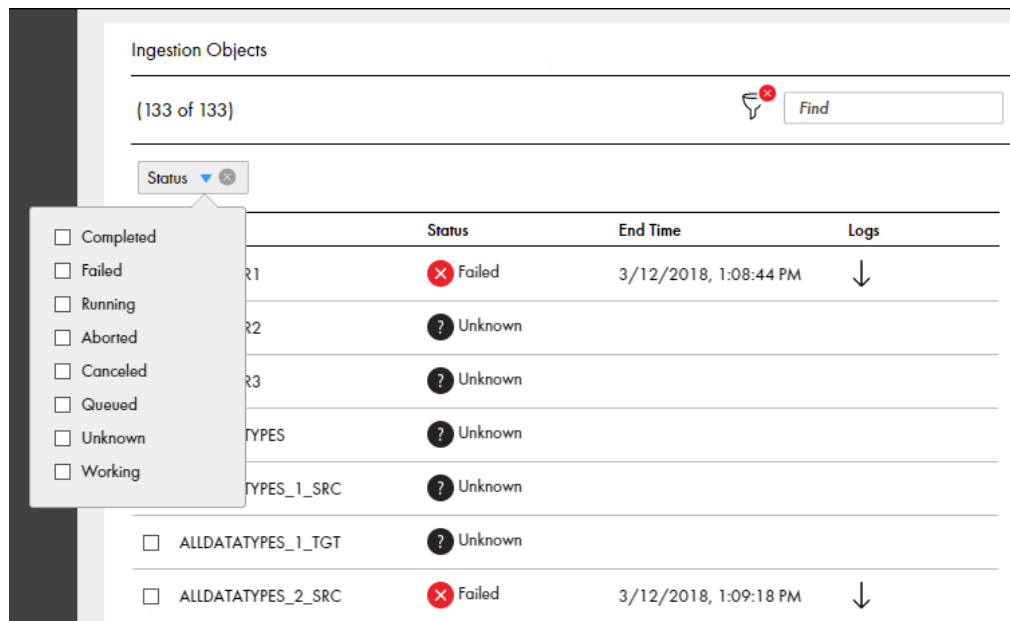 Ingestion Objects
(133 of 133)
Find
Status
Status End Time Logs
Completed
Failed
Running
Aborted
Canceled
Queued
Unknown
Working
R1 Failed 3/12/2018, 1:08:44 PM
R2 Unknown
R3 Unknown
TYPES Unknown
TYPES_1_SRC Unknown
ALLDATATYPES_1_TGT Unknown
ALLDATATYPES_2_SRC Failed 3/12/2018, 1:09:18 PM